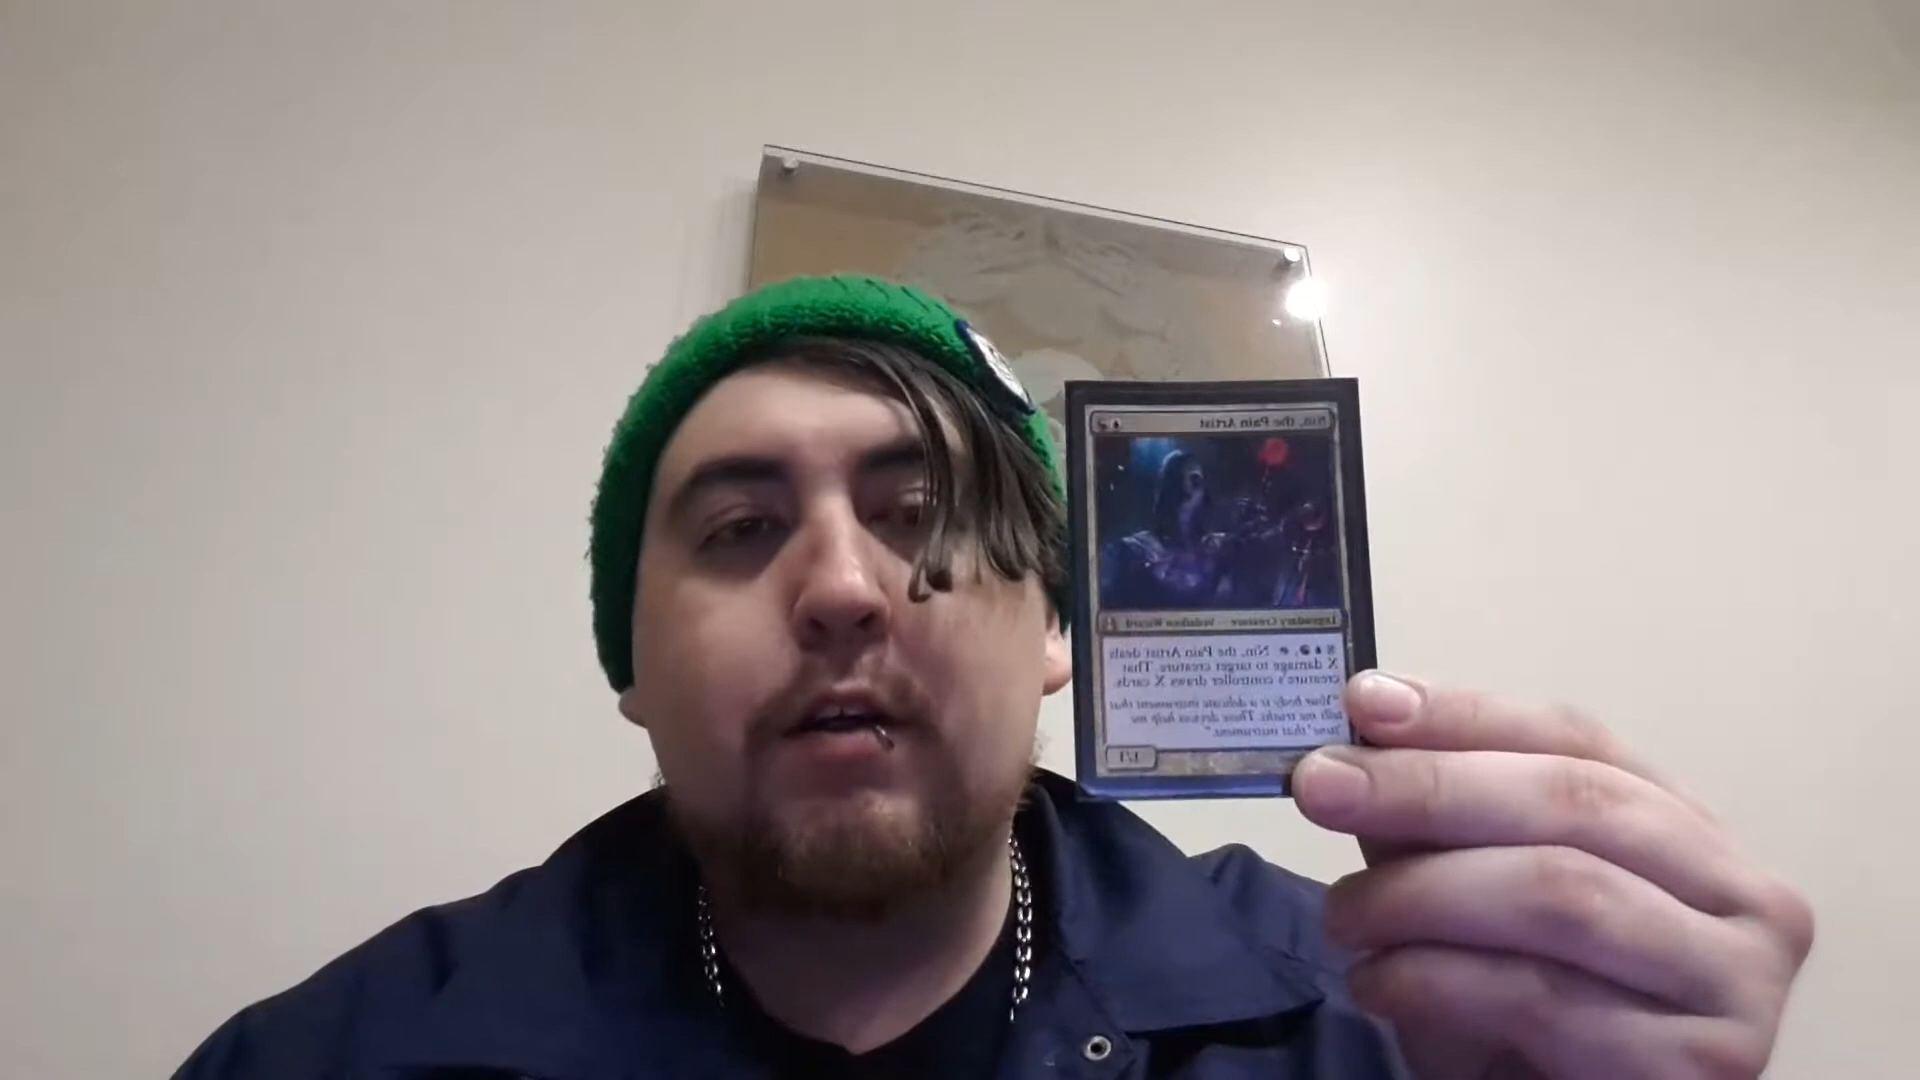 Nin, the Pain Artist
Legendary Creature — Vedalken Wizard
X, : Nin, the Pain Artist deals
X damage to target creature. That
creature's controller draws X cards.
"Your body is a delicate instrument that
tells me truths. These devices help me
'tune' that instrument."
1/1